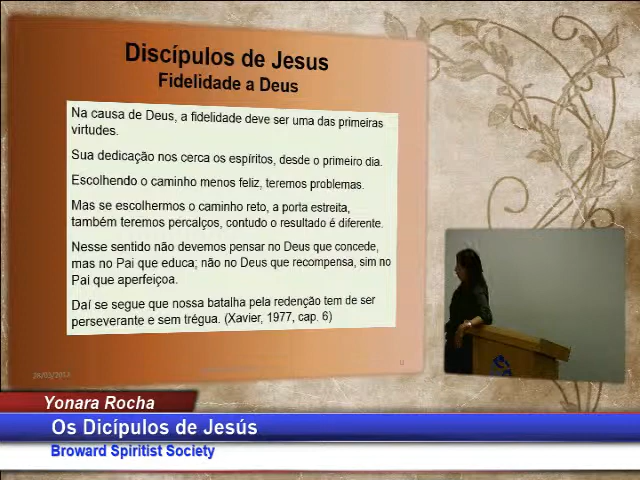 Discípulos de Jesus
Fidelidade a Deus
Na causa de Deus, a fidelidade deve ser uma das primeiras
virtudes.
Sua dedicação nos cerca os espíritos, desde o primeiro dia.
Escolhendo o caminho menos feliz, teremos problemas.
Mas se escolhermos o caminho reto, a porta estreita,
também teremos percalços, contudo o resultado é diferente.
Nesse sentido não devemos pensar no Deus que concede,
mas no Pai que educa; não no Deus que recompensa, sim no
Pai que aperfeiçoa.
Daí se segue que nossa batalha pela redenção tem de ser
perseverante e sem trégua. (Xavier, 1977, cap. 6)
Yonara Rocha
Os Dicípulos de Jesús
Broward Spiritist Society